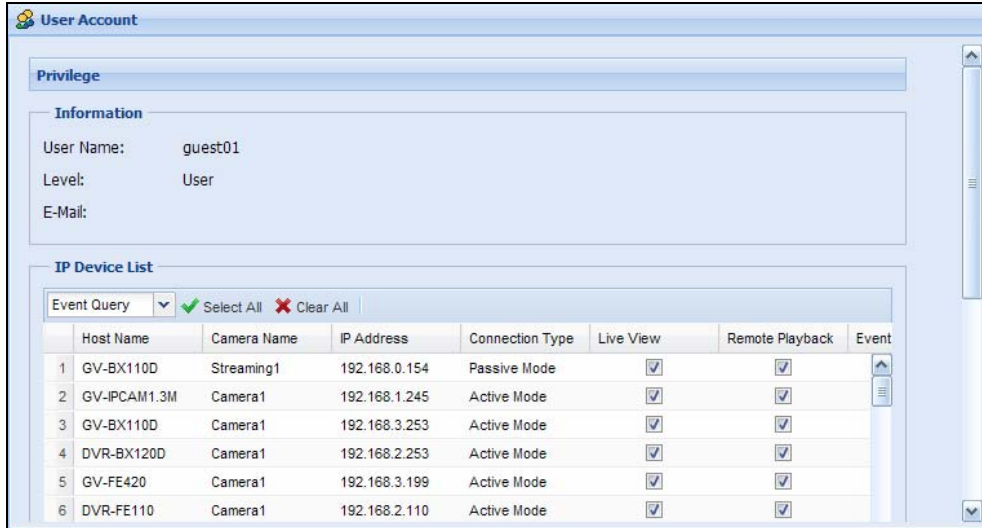 User Account
Privilege
Information
User Name: guest01
Level: User
E-Mail:
IP Device List
Event Query Select All Clear All
Host Name Camera Name IP Address Connection Type Live View Remote Playback Event
1 GV-BX110D Streaming1 192.168.0.154 Passive Mode
2 GV-IPCAM1.3M Camera1 192.168.1.245 Active Mode
3 GV-BX110D Camera1 192.168.3.253 Active Mode
4 DVR-BX120D Camera1 192.168.2.253 Active Mode
5 GV-FE420 Camera1 192.168.3.199 Active Mode
6 DVR-FE110 Camera1 192.168.2.110 Active Mode